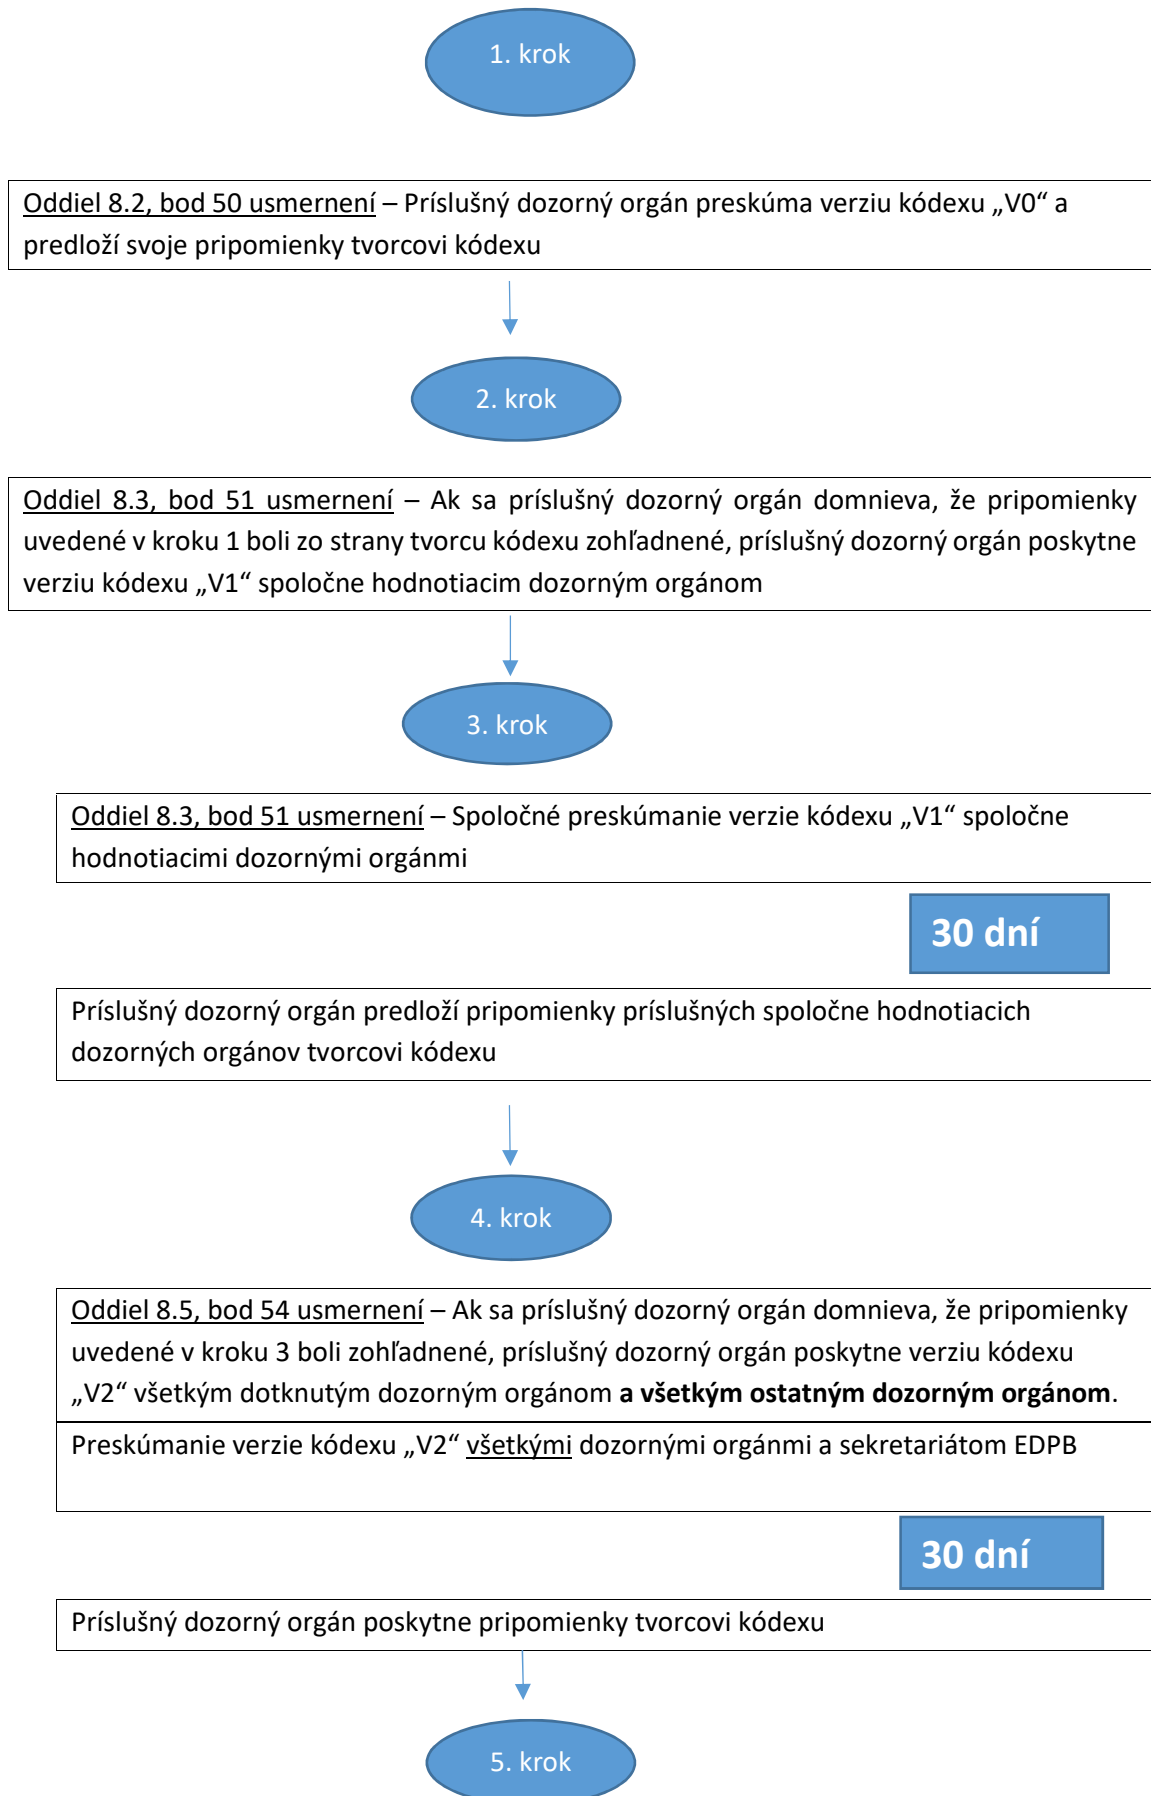 1. krok
Oddiel 8.2, bod 50 usmernení – Príslušný dozorný orgán preskúma verziu kódexu „V0“ a
predloží svoje pripomienky tvorcovi kódexu
2. krok
Oddiel 8.3, bod 51 usmernení – Ak sa príslušný dozorný orgán domnieva, že pripomienky
uvedené v kroku 1 boli zo strany tvorcu kódexu zohľadnené, príslušný dozorný orgán poskytne
verziu kódexu „V1“ spoločne hodnotiacim dozorným orgánom
3. krok
Oddiel 8.3, bod 51 usmernení – Spoločné preskúmanie verzie kódexu „V1“ spoločne
hodnotiacimi dozornými orgánmi
30 dní
Príslušný dozorný orgán predloží pripomienky príslušných spoločne hodnotiacich
dozorných orgánov tvorcovi kódexu
4. krok
Oddiel 8.5, bod 54 usmernení – Ak sa príslušný dozorný orgán domnieva, že pripomienky
uvedené v kroku 3 boli zohľadnené, príslušný dozorný orgán poskytne verziu kódexu
„V2“ všetkým dotknutým dozorným orgánom a všetkým ostatným dozorným orgánom.
Preskúmanie verzie kódexu „V2“ všetkými dozornými orgánmi a sekretariátom EDPB
30 dní
Príslušný dozorný orgán poskytne pripomienky tvorcovi kódexu
5. krok